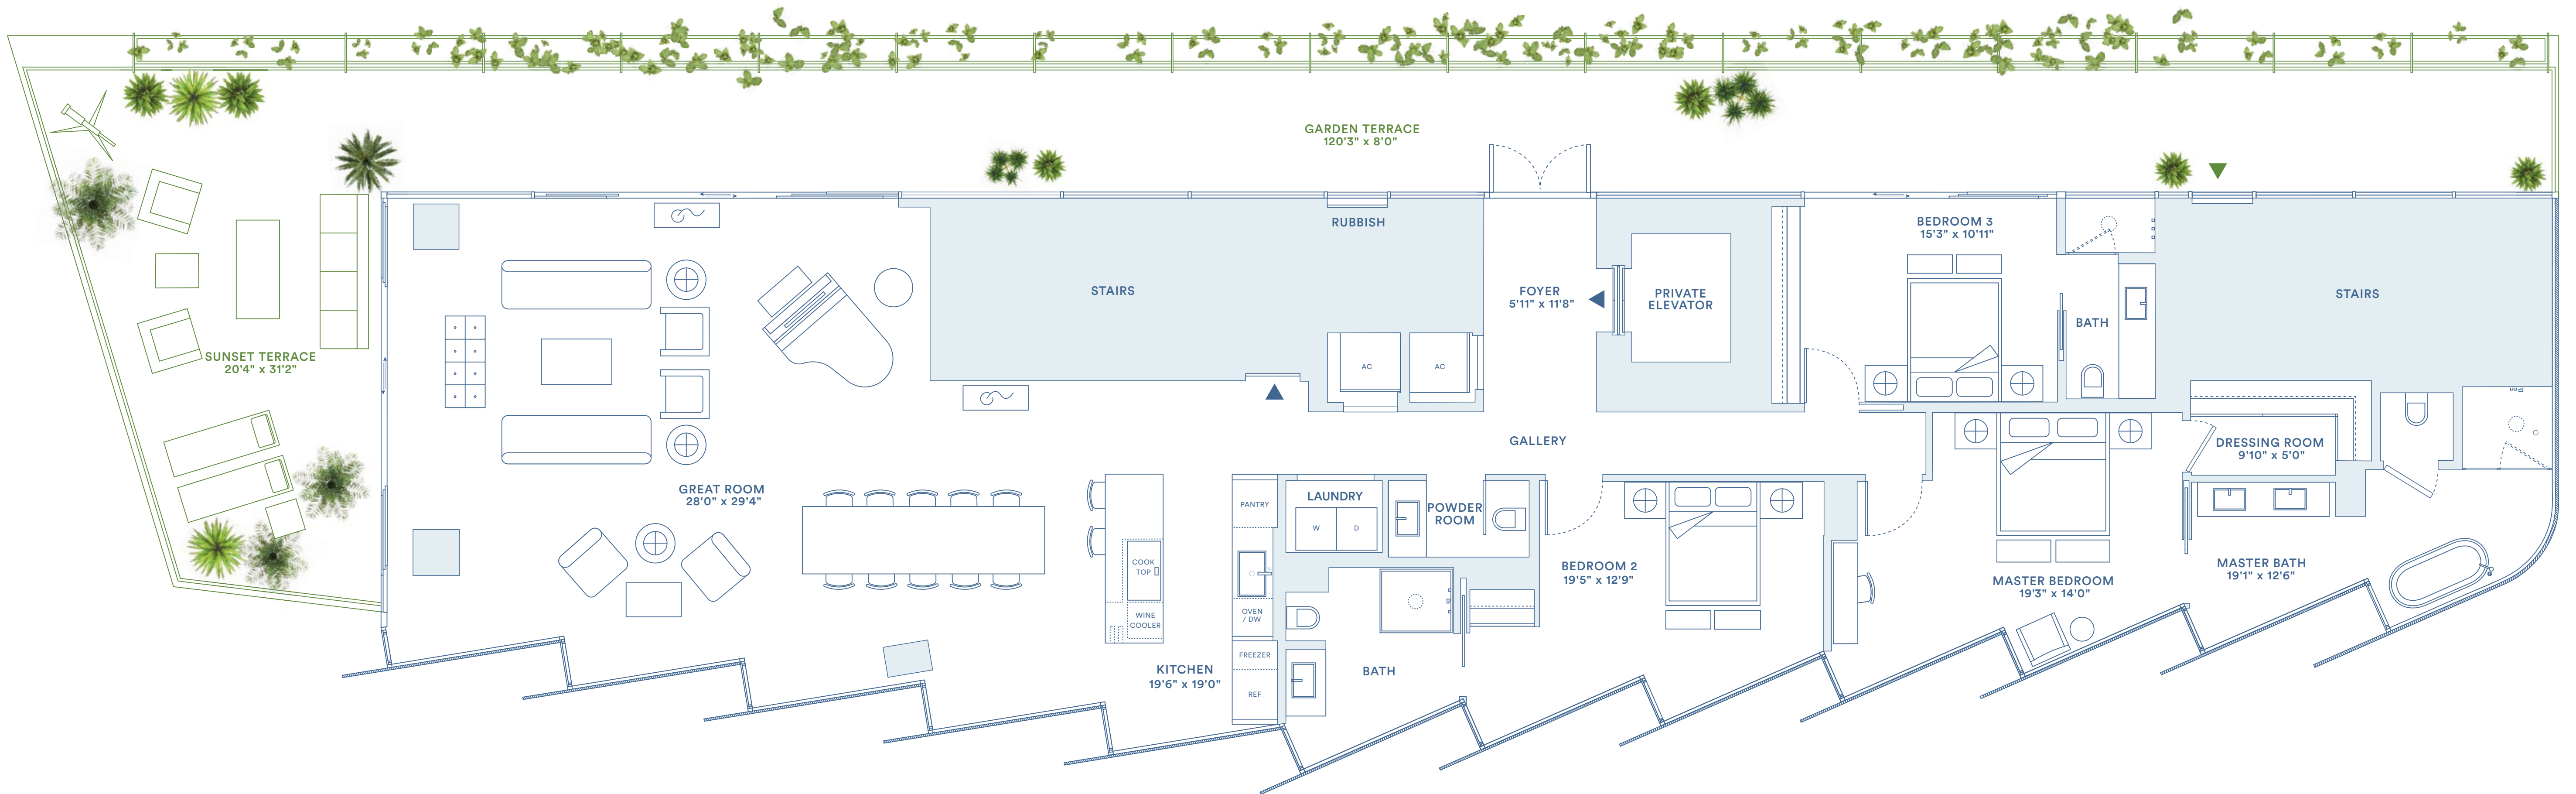 GARDEN TERRACE
120'3" x 8'0"
SUNSET TERRACE
20'4" x 31'2"
GREAT ROOM
28'0" x 29'4"
STAIRS
RUBBISH
AC
AC
FOYER
5'11" x 11'8"
PRIVATE
ELEVATOR
GALLERY
BEDROOM 3
15'3" x 10'11"
BATH
STAIRS
DRESSING ROOM
9'10" x 5'0"
COOK
TOP
WINE
COOLER
KITCHEN
19'6" x 19'0"
PANTRY
OVEN
/ DW
FREEZER
REF
LAUNDRY
W
D
POWDER
ROOM
BATH
BEDROOM 2
19'5" x 12'9"
MASTER BEDROOM
19'3" x 14'0"
MASTER BATH
19'1" x 12'6"